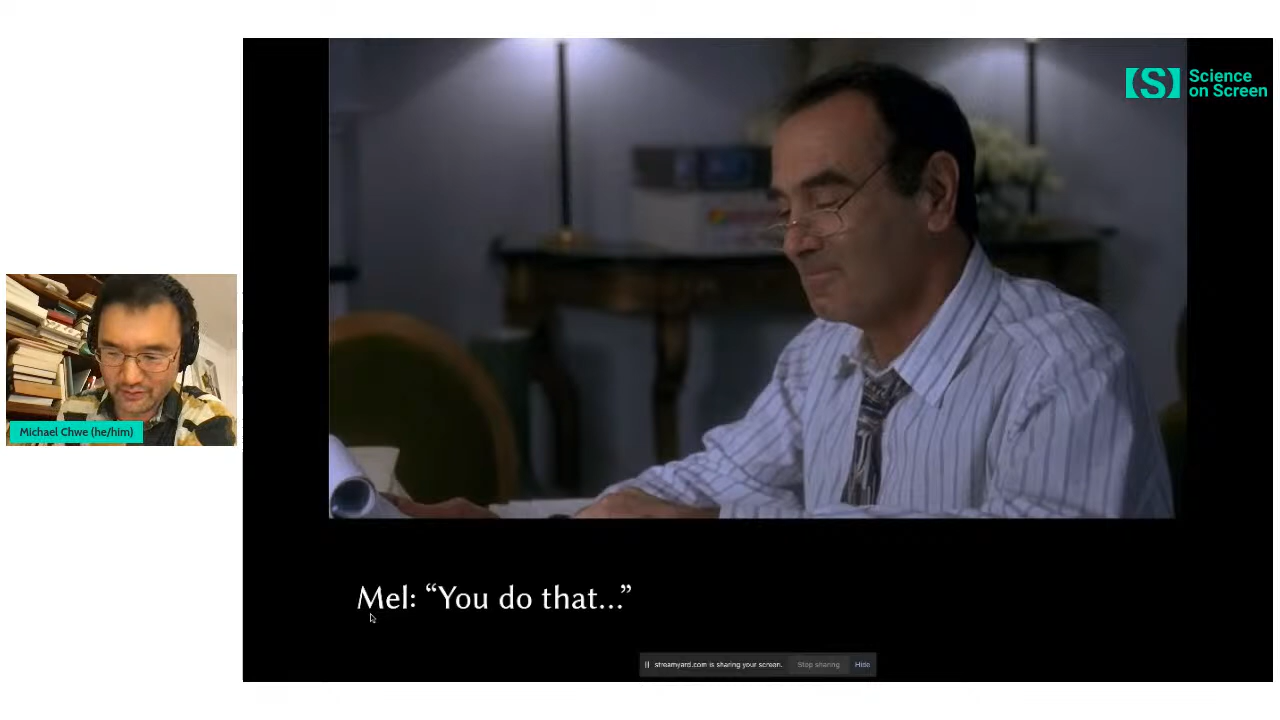 (S) Science
on Screen
Michael Chwe (he/him)
Mel: “You do that...”
streamyard.com is sharing your screen. Stop sharing Hide